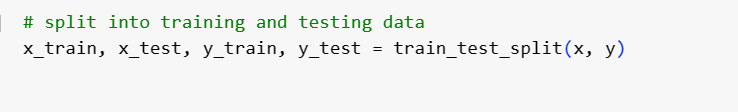 # split into training and testing data
x_train, x_test, y_train, y_test = train_test_split(x, y)